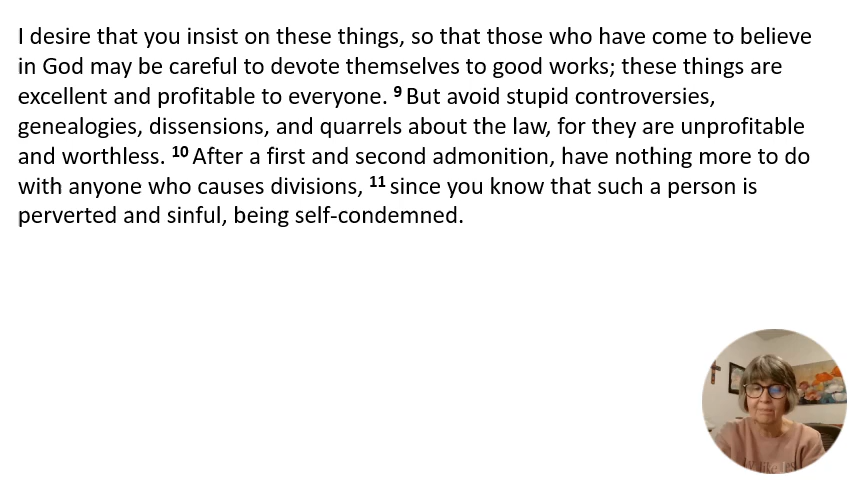 I desire that you insist on these things, so that those who have come to believe
in God may be careful to devote themselves to good works; these things are
excellent and profitable to everyone. 9 But avoid stupid controversies,
genealogies, dissensions, and quarrels about the law, for they are unprofitable
and worthless. 10 After a first and second admonition, have nothing more to do
with anyone who causes divisions, 11 since you know that such a person is
perverted and sinful, being self-condemned.